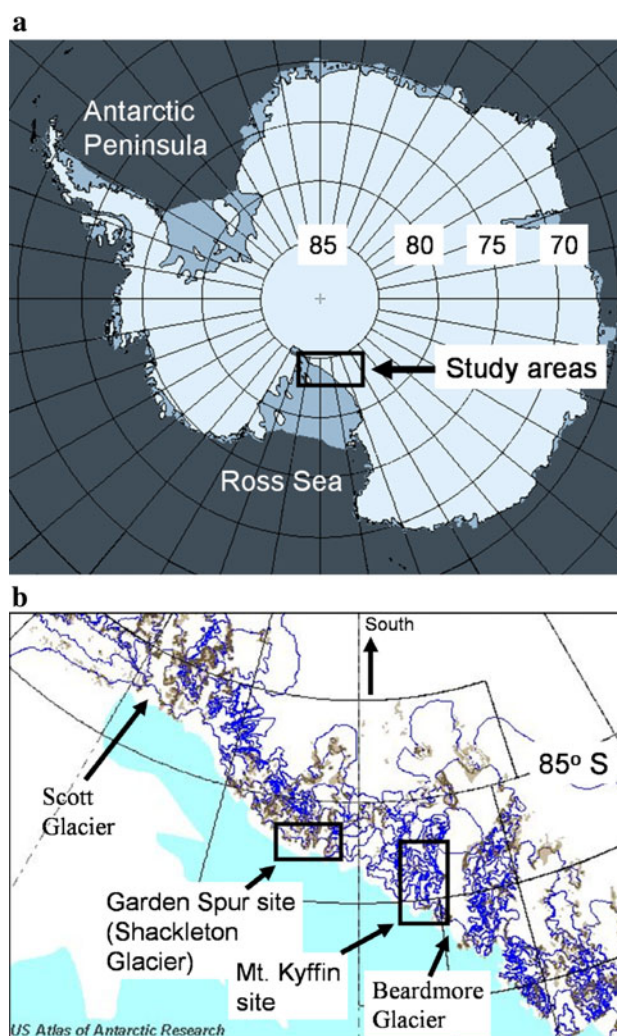 a
Antarctic
Peninsula
85 80 75 70
Study areas
Ross Sea
b
South
85° S
Scott
Glacier
Garden Spur site
(Shackleton
Glacier)
Mt. Kyffin
site
Beardmore
Glacier
US Atlas of Antarctic Research